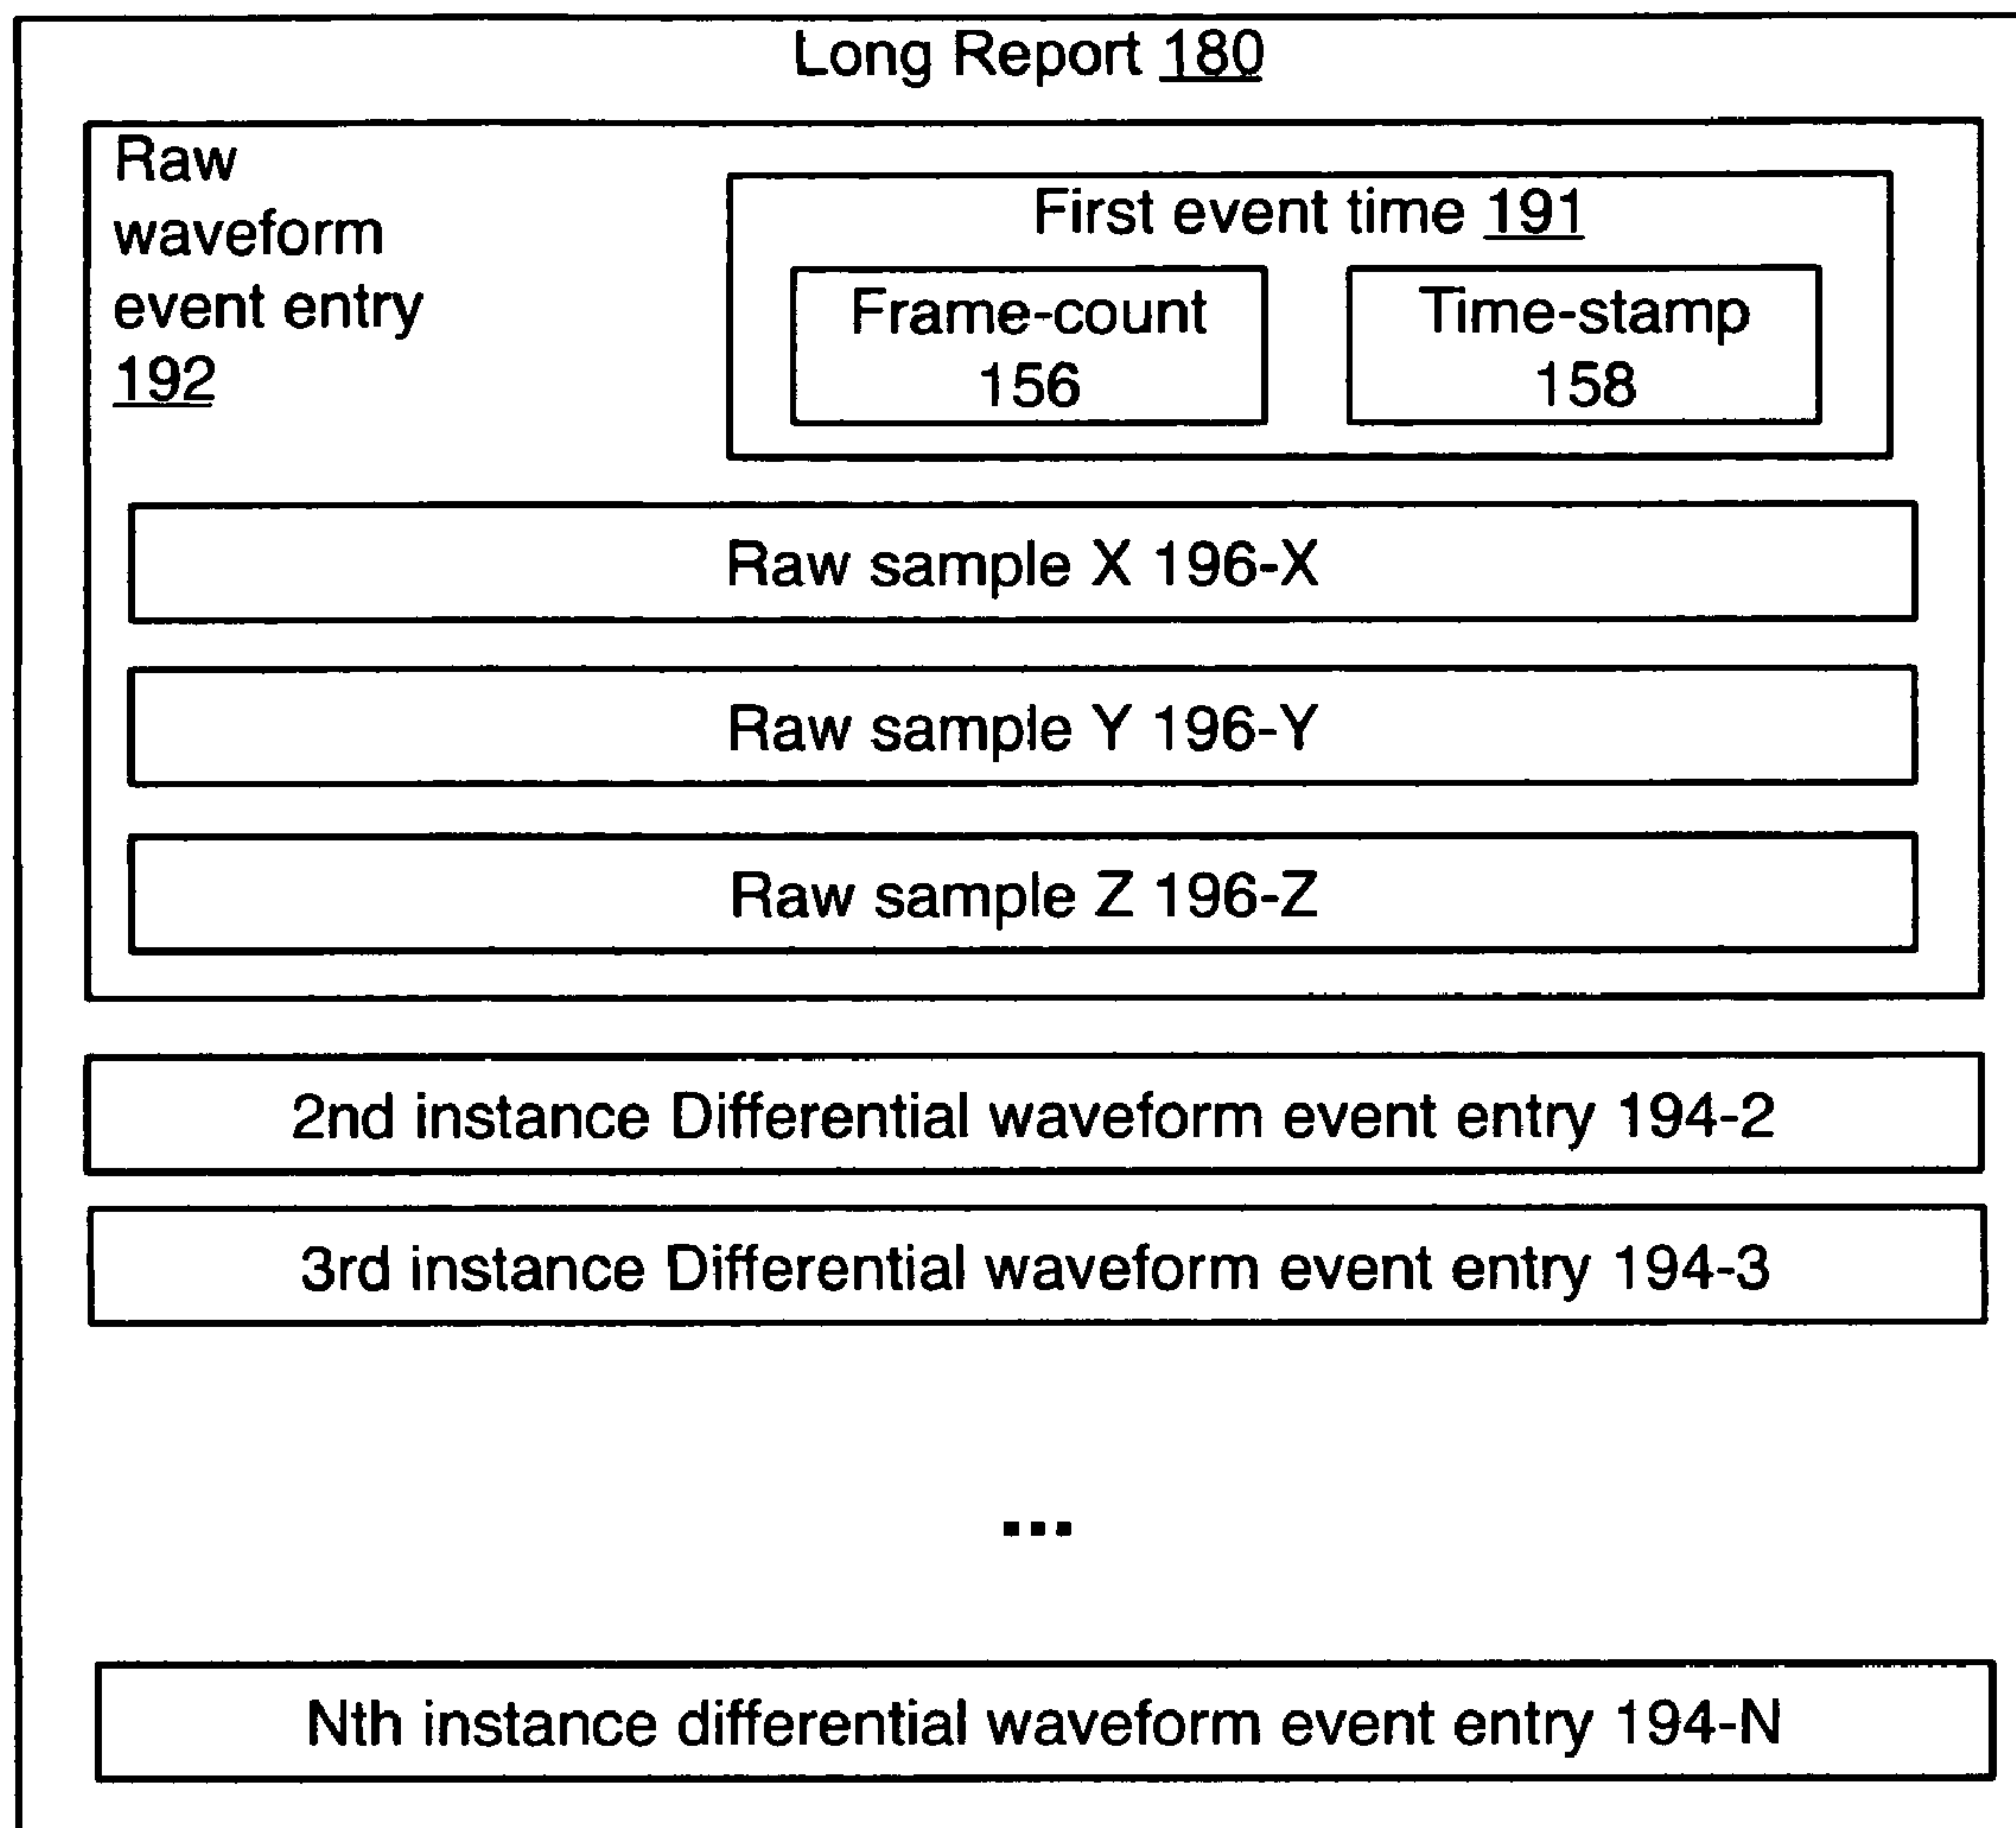 Long Report 180
Raw
waveform
event entry
192
First event time 191
Frame-count
156
Time-stamp
158
Raw sample X 196-X
Raw sample Y 196-Y
Raw sample Z 196-Z
2nd instance Differential waveform event entry 194-2
3rd instance Differential waveform event entry 194-3
...
Nth instance differential waveform event entry 194-N